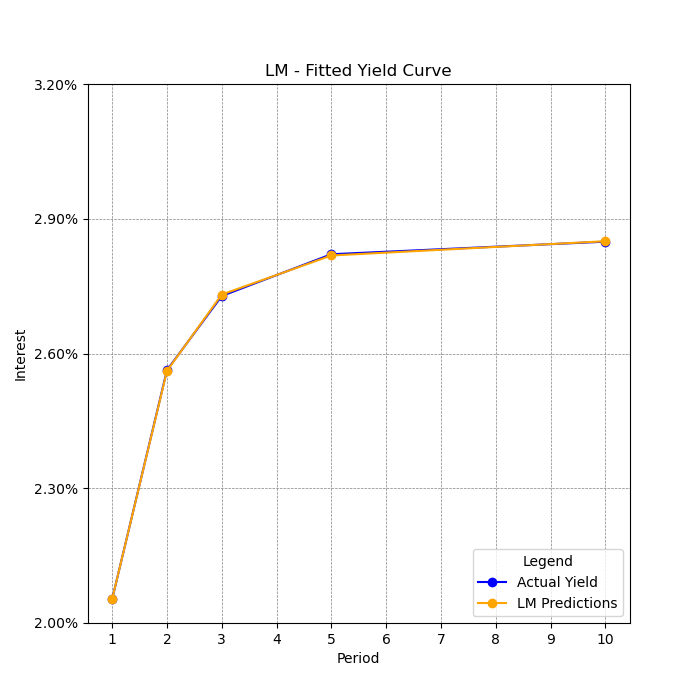 LM - Fitted Yield Curve
3.20%
2.90%
2.60%
2.30%
2.00%
Interest
1 2 3 4 5 6 7 8 9 10
Period
Legend
Actual Yield
LM Predictions